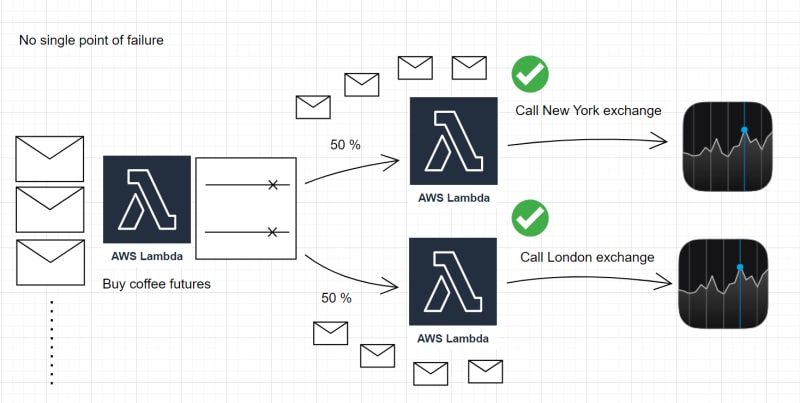 No single point of failure
Call New York exchange
50 %
AWS Lambda
AWS Lambda
Call London exchange
Buy coffee futures
50 %
AWS Lambda